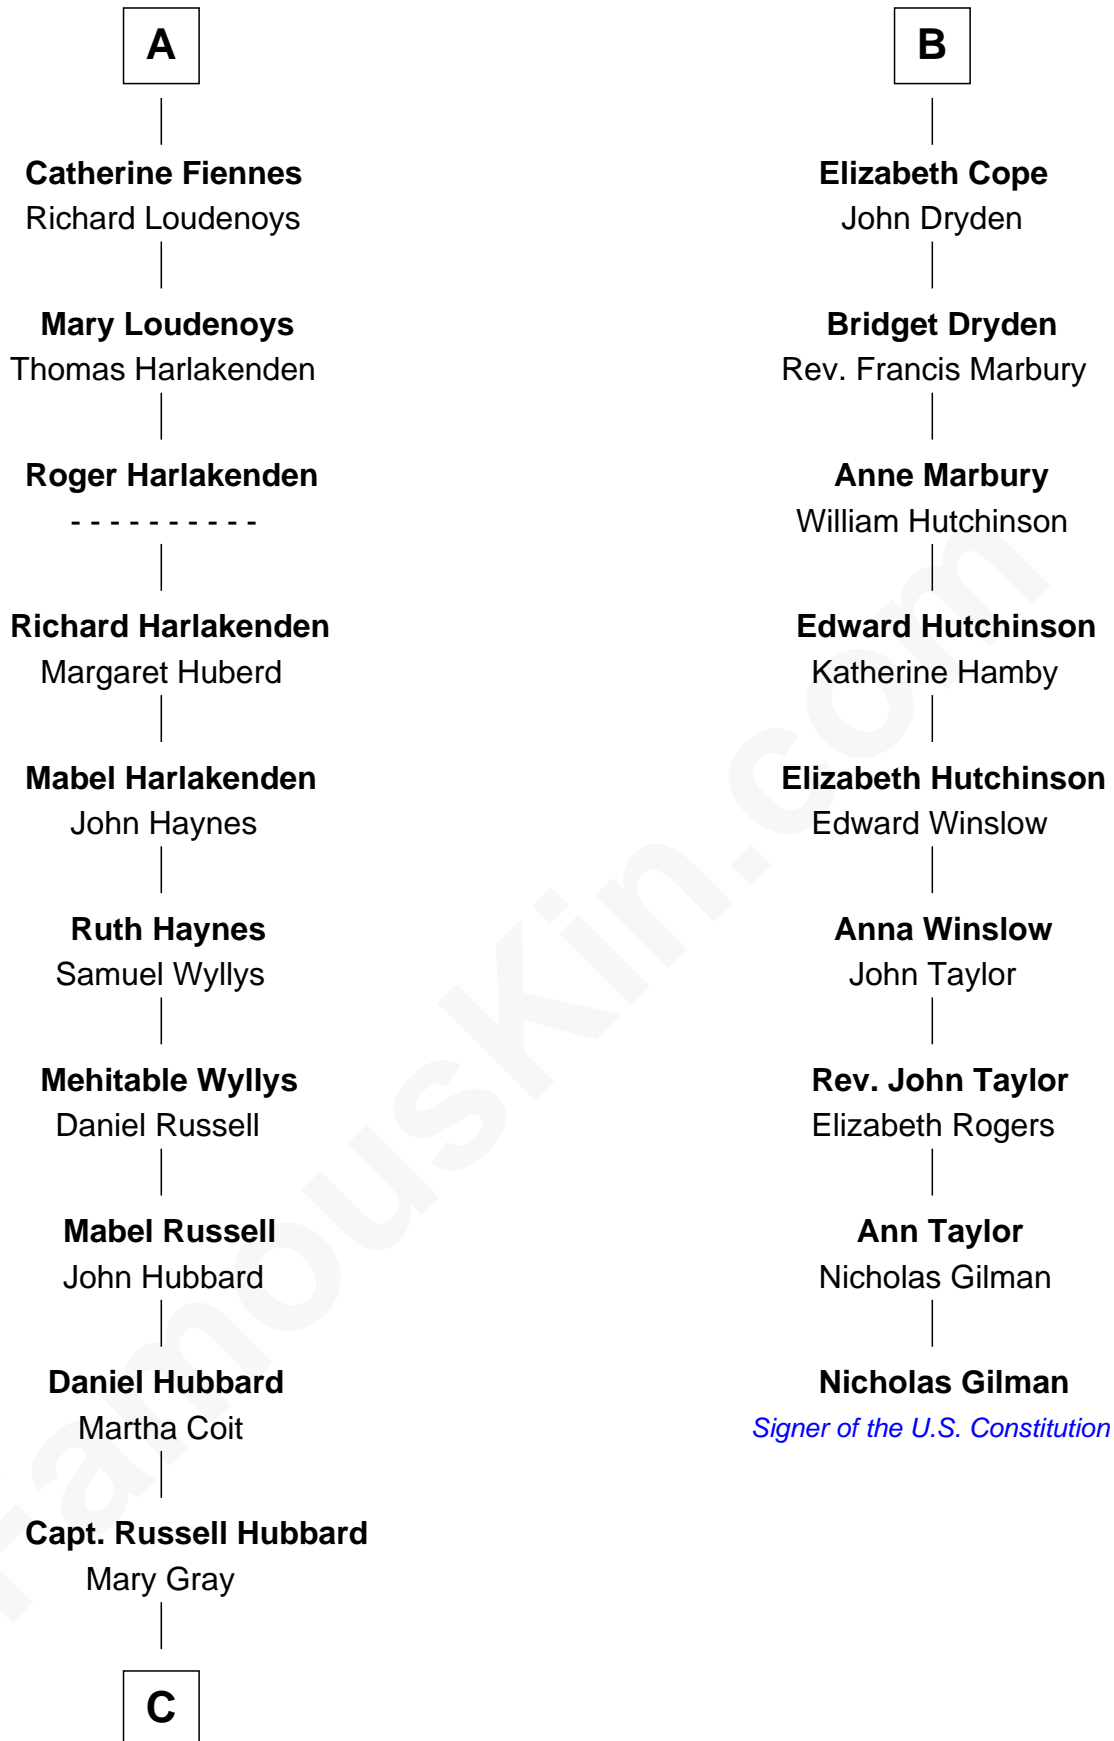 A
Catherine Fiennes
Richard Loudenoys
Mary Loudenoys
Thomas Harlakenden
Roger Harlakenden
- - - - - - - - - -
Richard Harlakenden
Margaret Huberd
Mabel Harlakenden
John Haynes
Ruth Haynes
Samuel Wyllys
Mehitable Wyllys
Daniel Russell
Mabel Russell
John Hubbard
Daniel Hubbard
Martha Coit
Capt. Russell Hubbard
Mary Gray
C
B
Elizabeth Cope
John Dryden
Bridget Dryden
Rev. Francis Marbury
Anne Marbury
William Hutchinson
Edward Hutchinson
Katherine Hamby
Elizabeth Hutchinson
Edward Winslow
Anna Winslow
John Taylor
Rev. John Taylor
Elizabeth Rogers
Ann Taylor
Nicholas Gilman
Nicholas Gilman
Signer of the U.S. Constitution
FamousKin.com